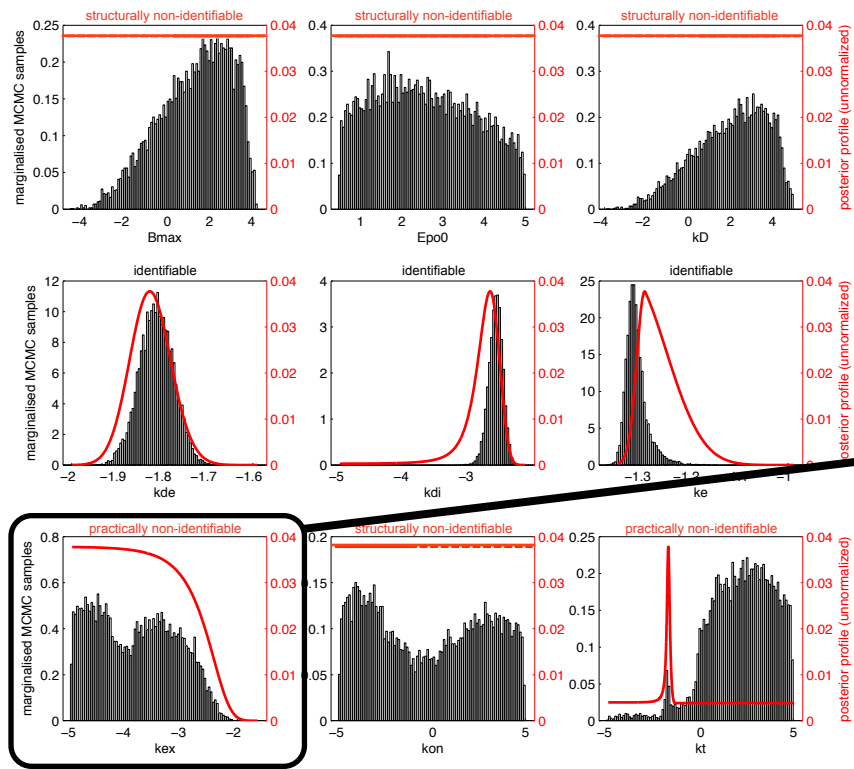 structurally non-identifiable structurally non-identifiable structurally non-identifiable
marginalised MCMC samples
0.25 0.2 0.15 0.1 0.05 0
−4 −2 0 2 4
Bmax
0.04 0.03 0.02 0.01 0
0.4 0.3 0.2 0.1 0
1 2 3 4 5
Epo0
0.04 0.03 0.02 0.01 0
0.4 0.3 0.2 0.1 0
−4 −2 0 2 4
kD
0.04 0.03 0.02 0.01 0
posterior profile (unnormalized)
identifiable identifiable identifiable
marginalised MCMC samples
12 10 8 6 4 2 0
−2 −1.9 −1.8 −1.7 −1.6
kde
0.04 0.03 0.02 0.01 0
4 3 2 1 0
−5 −4 −3
kdi
0.04 0.03 0.02 0.01 0
25 20 15 10 5 0
−1.3 −1.2 −1
ke
0.04 0.03 0.02 0.01 0
posterior profile (unnormalized)
practically non-identifiable structurally non-identifiable practically non-identifiable
marginalised MCMC samples
0.8 0.6 0.4 0.2 0
−5 −4 −3 −2
kex
0.04 0.03 0.02 0.01 0
0.2 0.15 0.1 0.05 0
−5 0 5
kon
0.04 0.03 0.02 0.01 0
0.2 0.15 0.1 0.05 0
−5 0 5
kt
0.04 0.03 0.02 0.01 0
posterior profile (unnormalized)